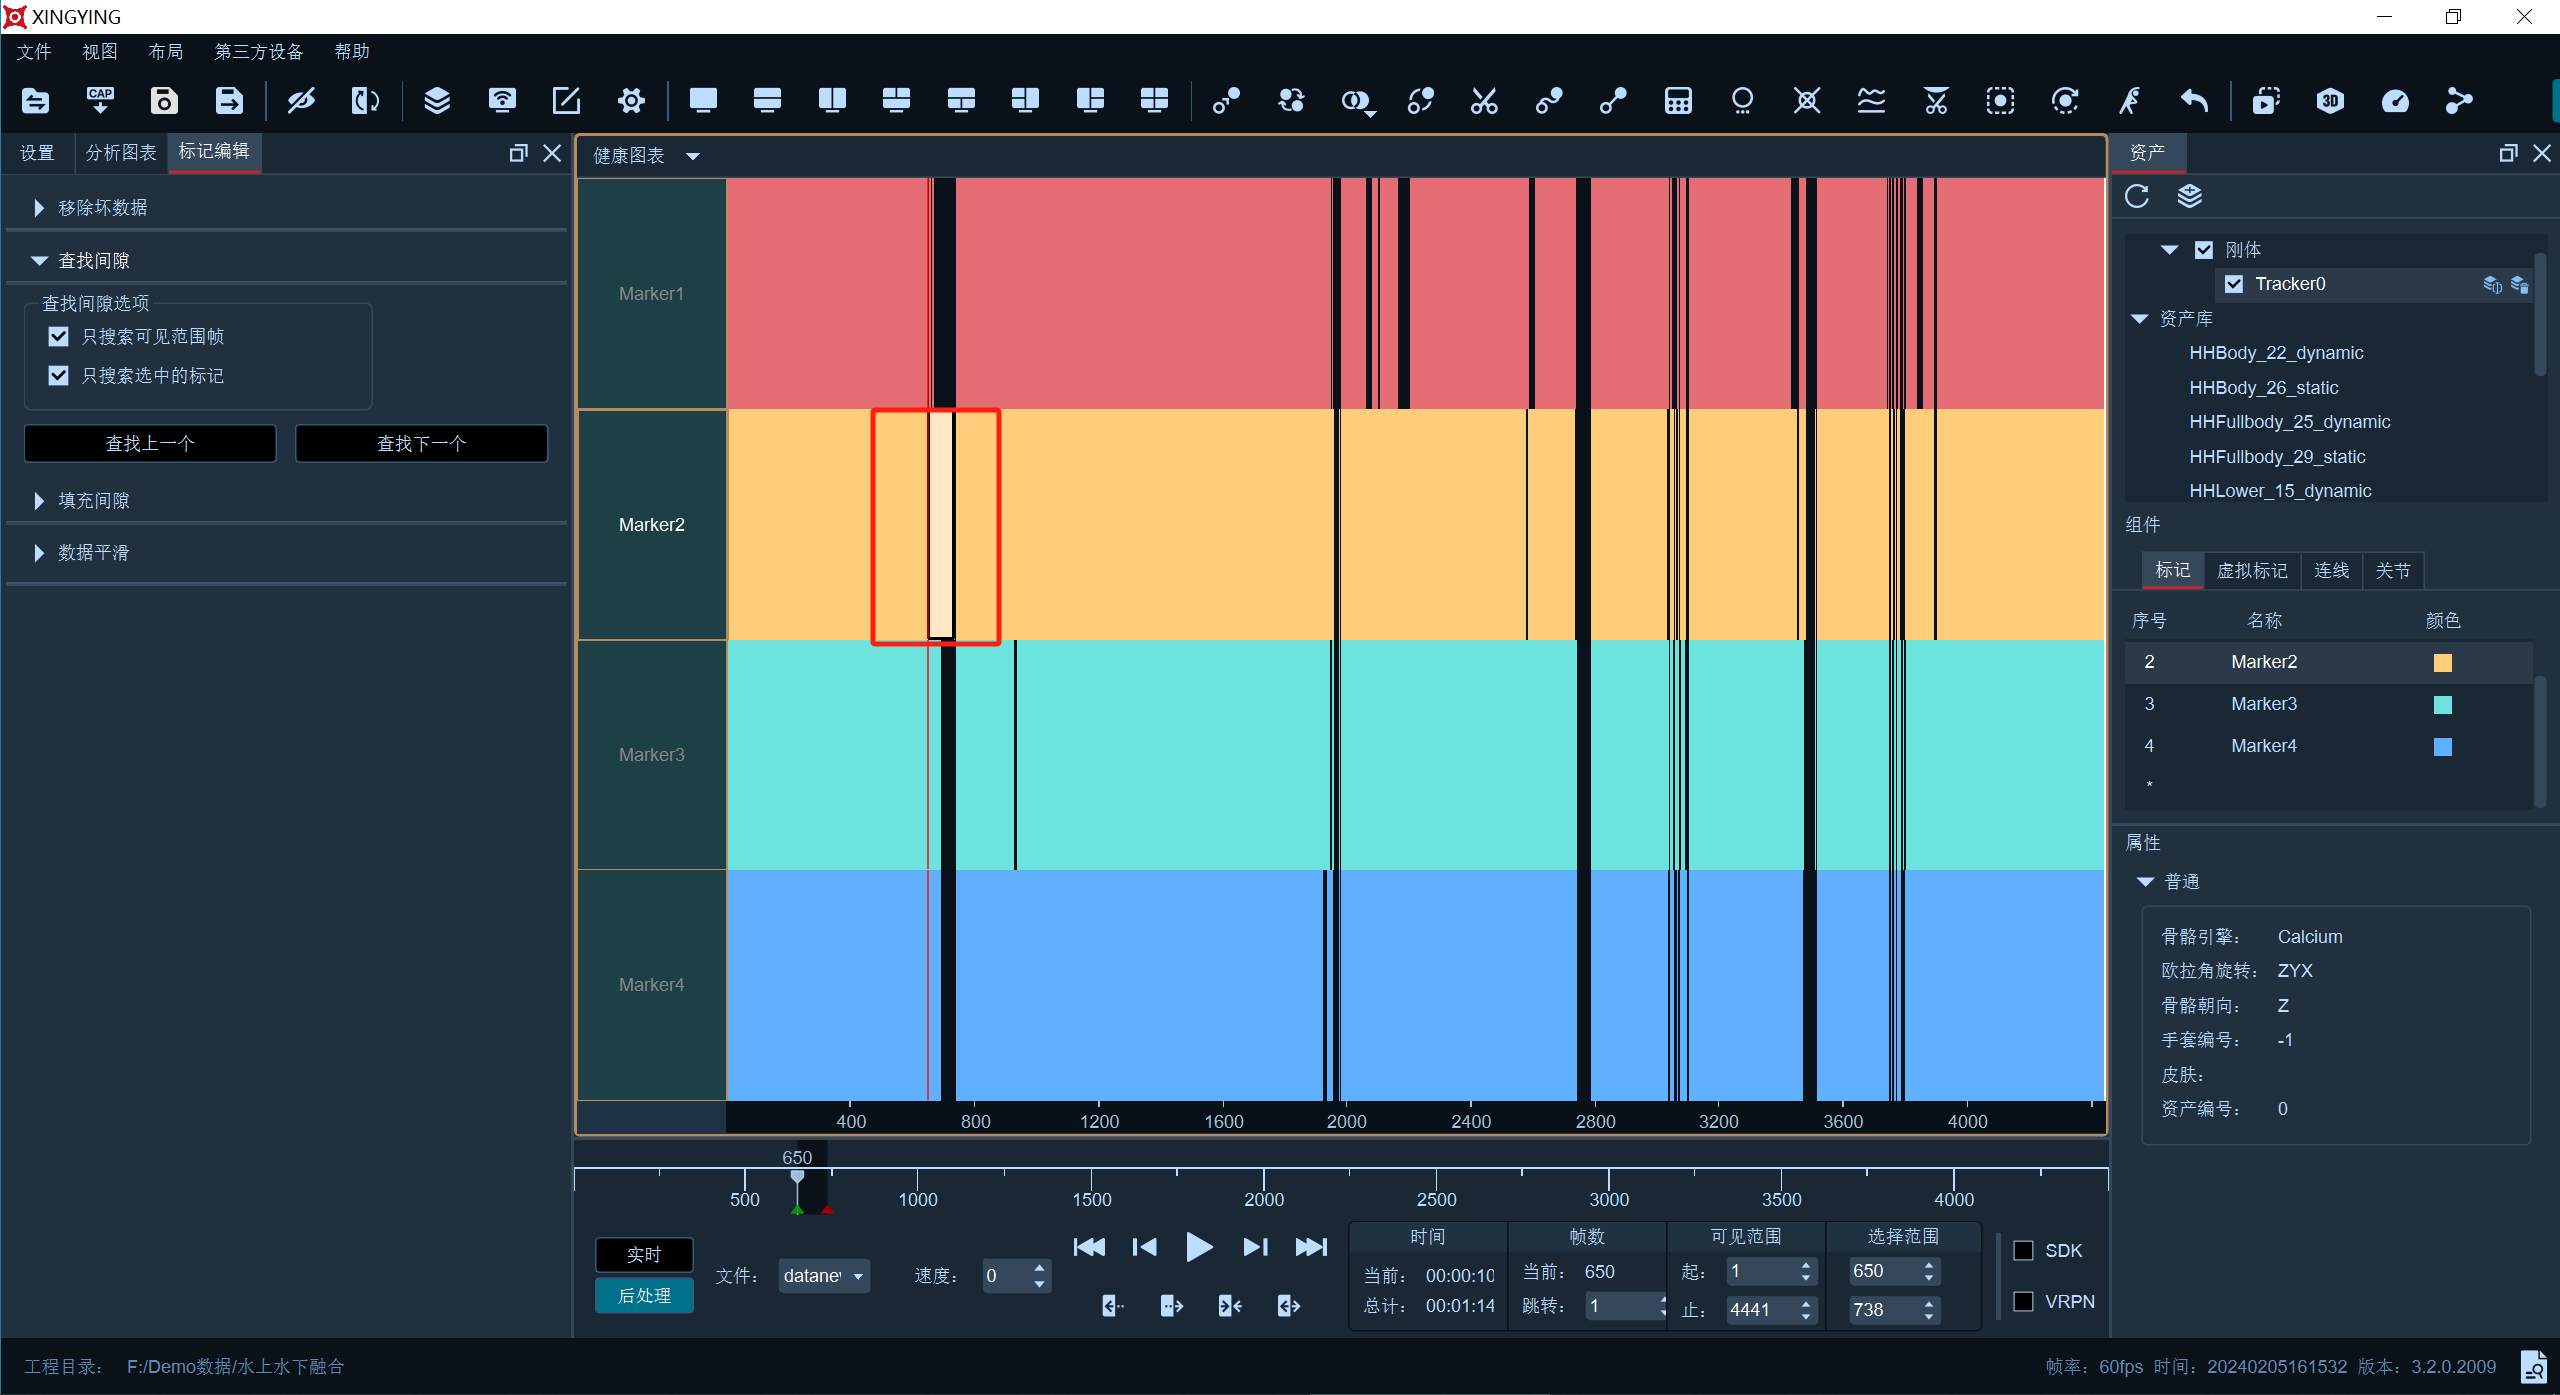 XINGYING
文件 视图 布局 第三方设备 帮助
CAP
3D
设置 分析图表 标记编辑
移除坏数据
查找间隙
查找间隙选项
只搜索可见范围帧
只搜索选中的标记
查找上一个 查找下一个
填充间隙
数据平滑
健康图表
Marker1
Marker2
Marker3
Marker4
400 800 1200 1600 2000 2400 2800 3200 3600 4000
650
500 1000 1500 2000 2500 3000 3500 4000
实时
后处理
文件: datane
速度: 0
时间 帧数 可见范围 选择范围
当前: 00:00:10 当前: 650 起: 1 650
总计: 00:01:14 跳转: 1 止: 4441 738
SDK
VRPN
资产
刚体
Tracker0
资产库
HHBody_22_dynamic
HHBody_26_static
HHFullbody_25_dynamic
HHFullbody_29_static
HHLower_15_dynamic
组件
标记 虚拟标记 连线 关节
序号 名称 颜色
2 Marker2
3 Marker3
4 Marker4
*
属性
普通
骨骼引擎: Calcium
欧拉角旋转: ZYX
骨骼朝向: Z
手套编号: -1
皮肤:
资产编号: 0
工程目录: F:/Demo数据/水上水下融合
帧率: 60fps 时间: 20240205161532 版本: 3.2.0.2009